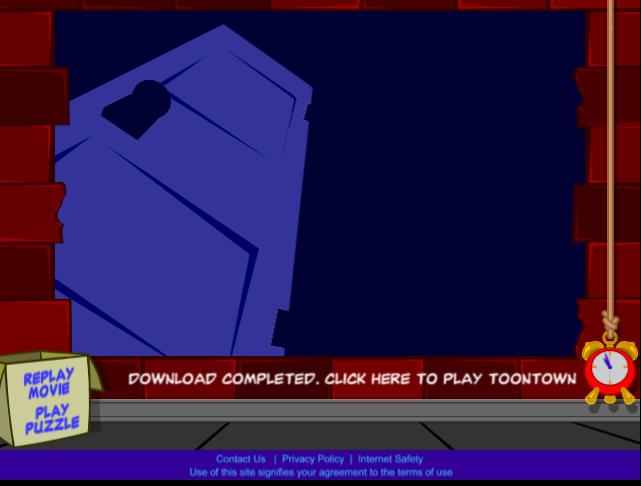 DOWNLOAD COMPLETED. CLICK HERE TO PLAY TOONTOWN
REPLAY
MOVIE
PLAY
PUZZLE
Contact Us | Privacy Policy | Internet Safety
Use of this site signifies your agreement to the terms of use